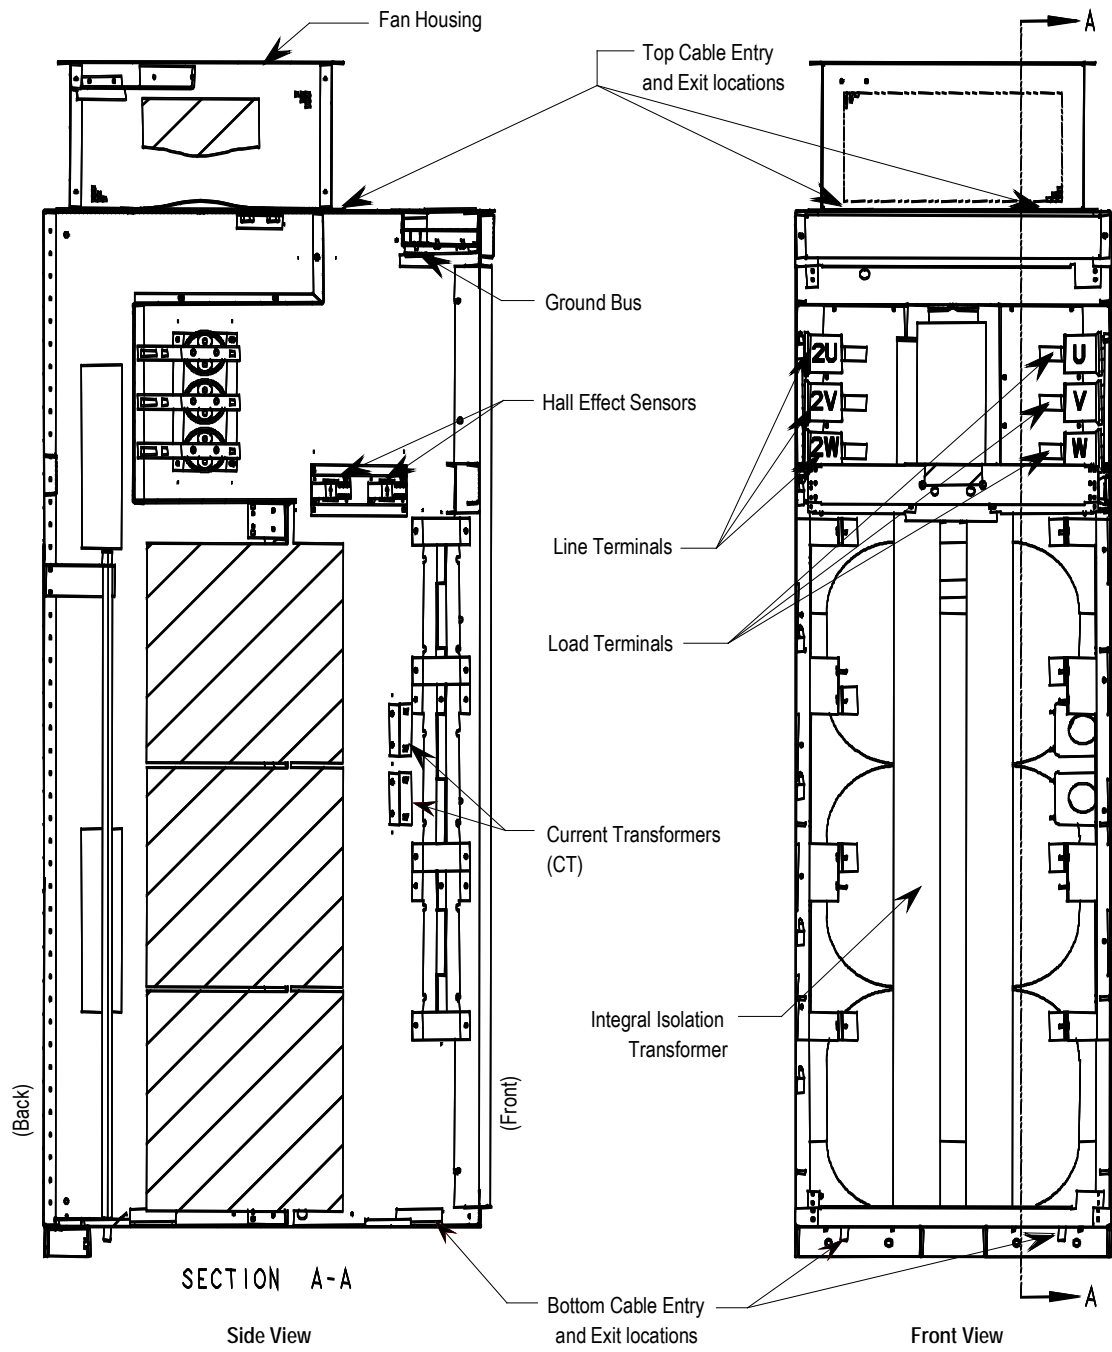 Fan Housing
A
Top Cable Entry
and Exit locations
Ground Bus
2U
U
Hall Effect Sensors
2V
V
2W
W
Line Terminals
Load Terminals
Current Transformers
(CT)
Integral Isolation
Transformer
(Back)
(Front)
SECTION A-A
A
Bottom Cable Entry
and Exit locations
Side View
Front View